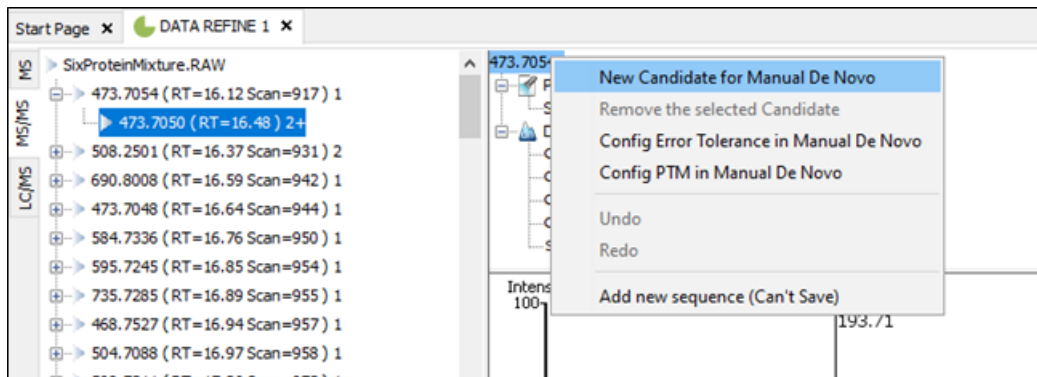 Start Page
DATA REFINE 1
MS
MS/MS
LC/MS
SixProteinMixture.RAW
473.7054 (RT=16.12 Scan=917) 1
473.7050 (RT=16.48) 2+
508.2501 (RT=16.37 Scan=931) 2
690.8008 (RT=16.59 Scan=942) 1
473.7048 (RT=16.64 Scan=944) 1
584.7336 (RT=16.76 Scan=950) 1
595.7245 (RT=16.85 Scan=954) 1
735.7285 (RT=16.89 Scan=955) 1
468.7527 (RT=16.94 Scan=957) 1
504.7088 (RT=16.97 Scan=958) 1
473.705
New Candidate for Manual De Novo
Remove the selected Candidate
Config Error Tolerance in Manual De Novo
Config PTM in Manual De Novo
Undo
Redo
Add new sequence (Can't Save)
Intens
100
193.71